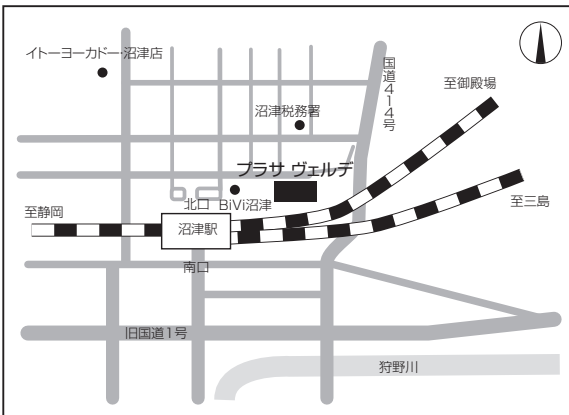 イトーヨーカドー・沼津店
国道414号
至御殿場
沼津税務署
プラサ ヴェルデ
北口
BiVi沼津
至静岡
至三島
沼津駅
南口
旧国道1号
狩野川